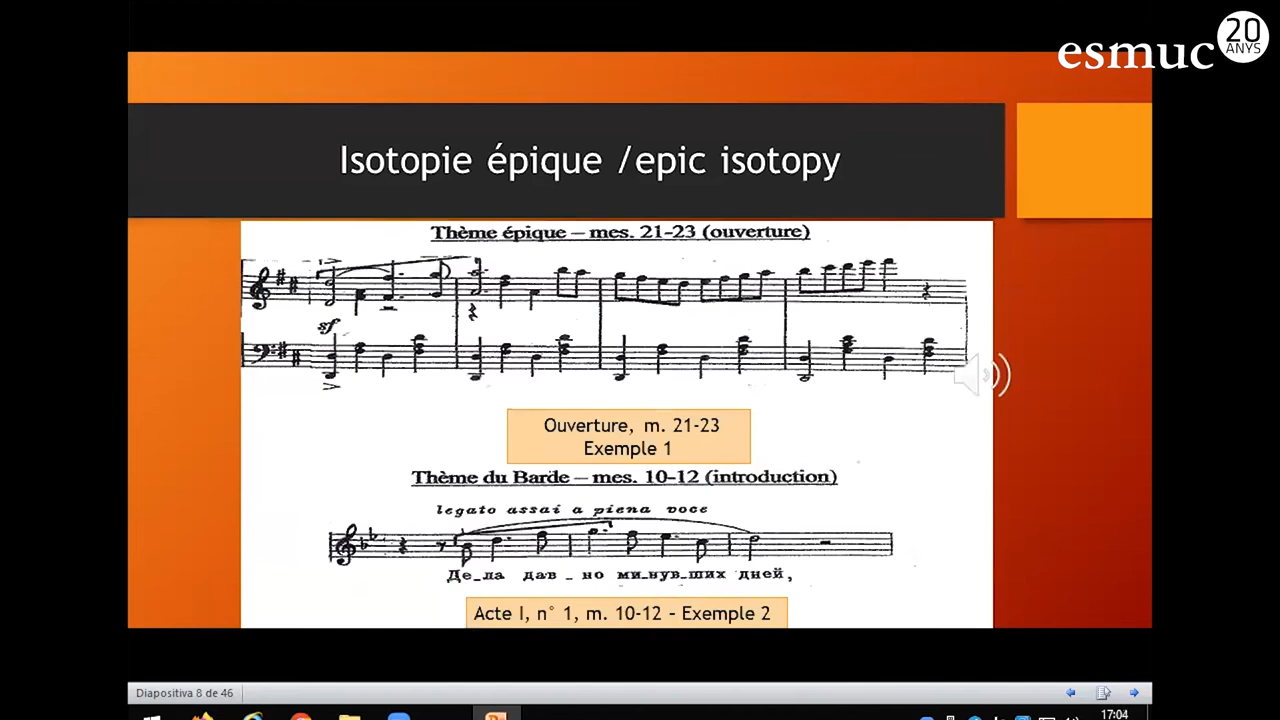 20
ANYS
esmuc
Isotopie épique /epic isotopy
Thème épique – mes. 21-23 (ouverture)
sf
Ouverture, m. 21-23
Exemple 1
Thème du Barde – mes. 10-12 (introduction)
legato assai a piena voce
Де_ла дав _ но ми_нув_ших дней,
Acte I, n° 1, m. 10-12 – Exemple 2
Diapositiva 8 de 46
17:04